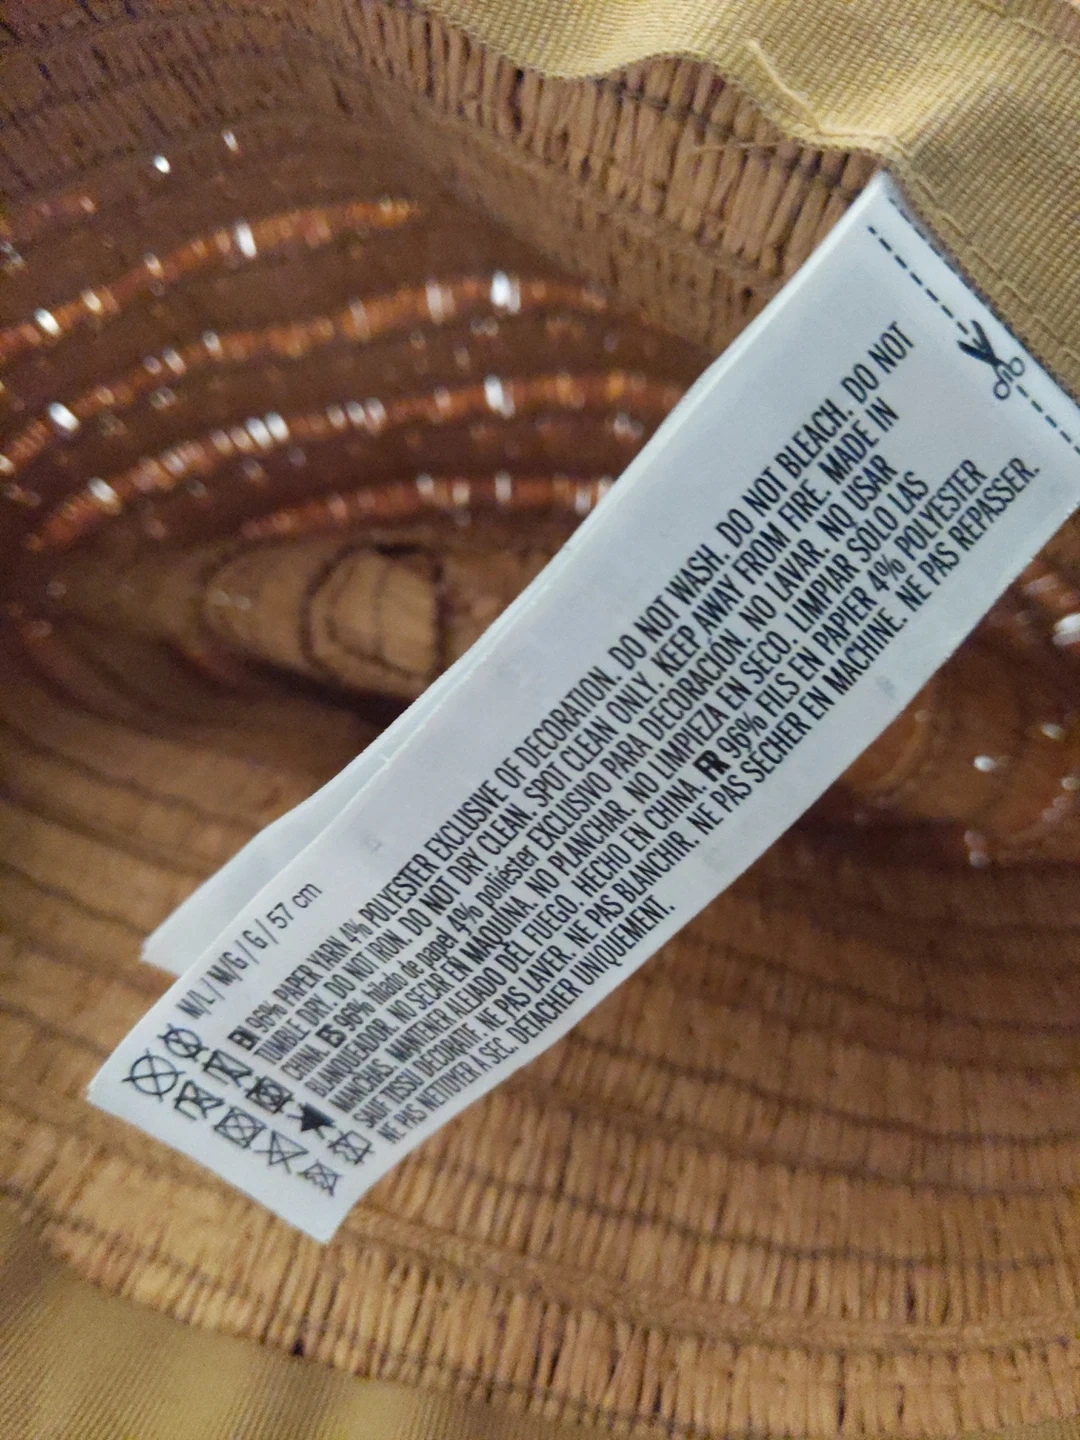 M/L / M/G / G / 57 cm
EN 96% PAPER YARN 4% POLYESTER EXCLUSIVE OF DECORATION. DO NOT WASH. DO NOT BLEACH. DO NOT
TUMBLE DRY. DO NOT IRON. DO NOT DRY CLEAN. SPOT CLEAN ONLY. KEEP AWAY FROM FIRE. MADE IN
CHINA. ES 96% hilado de papel 4% poliéster EXCLUSIVO PARA DECORACIÓN. NO LAVAR. NO USAR
BLANQUEADOR. NO SECAR EN MAQUINA. NO PLANCHAR. NO LIMPIEZA EN SECO. LIMPIAR SOLO LAS
MANCHAS. MANTENER ALEJADO DEL FUEGO. HECHO EN CHINA. FR 96% FILS EN PAPIER 4% POLYESTER
SAUF TISSU DÉCORATIF. NE PAS LAVER. NE PAS BLANCHIR. NE PAS SÉCHER EN MACHINE. NE PAS REPASSER.
NE PAS NETTOYER A SEC. DETACHER UNIQUEMENT.